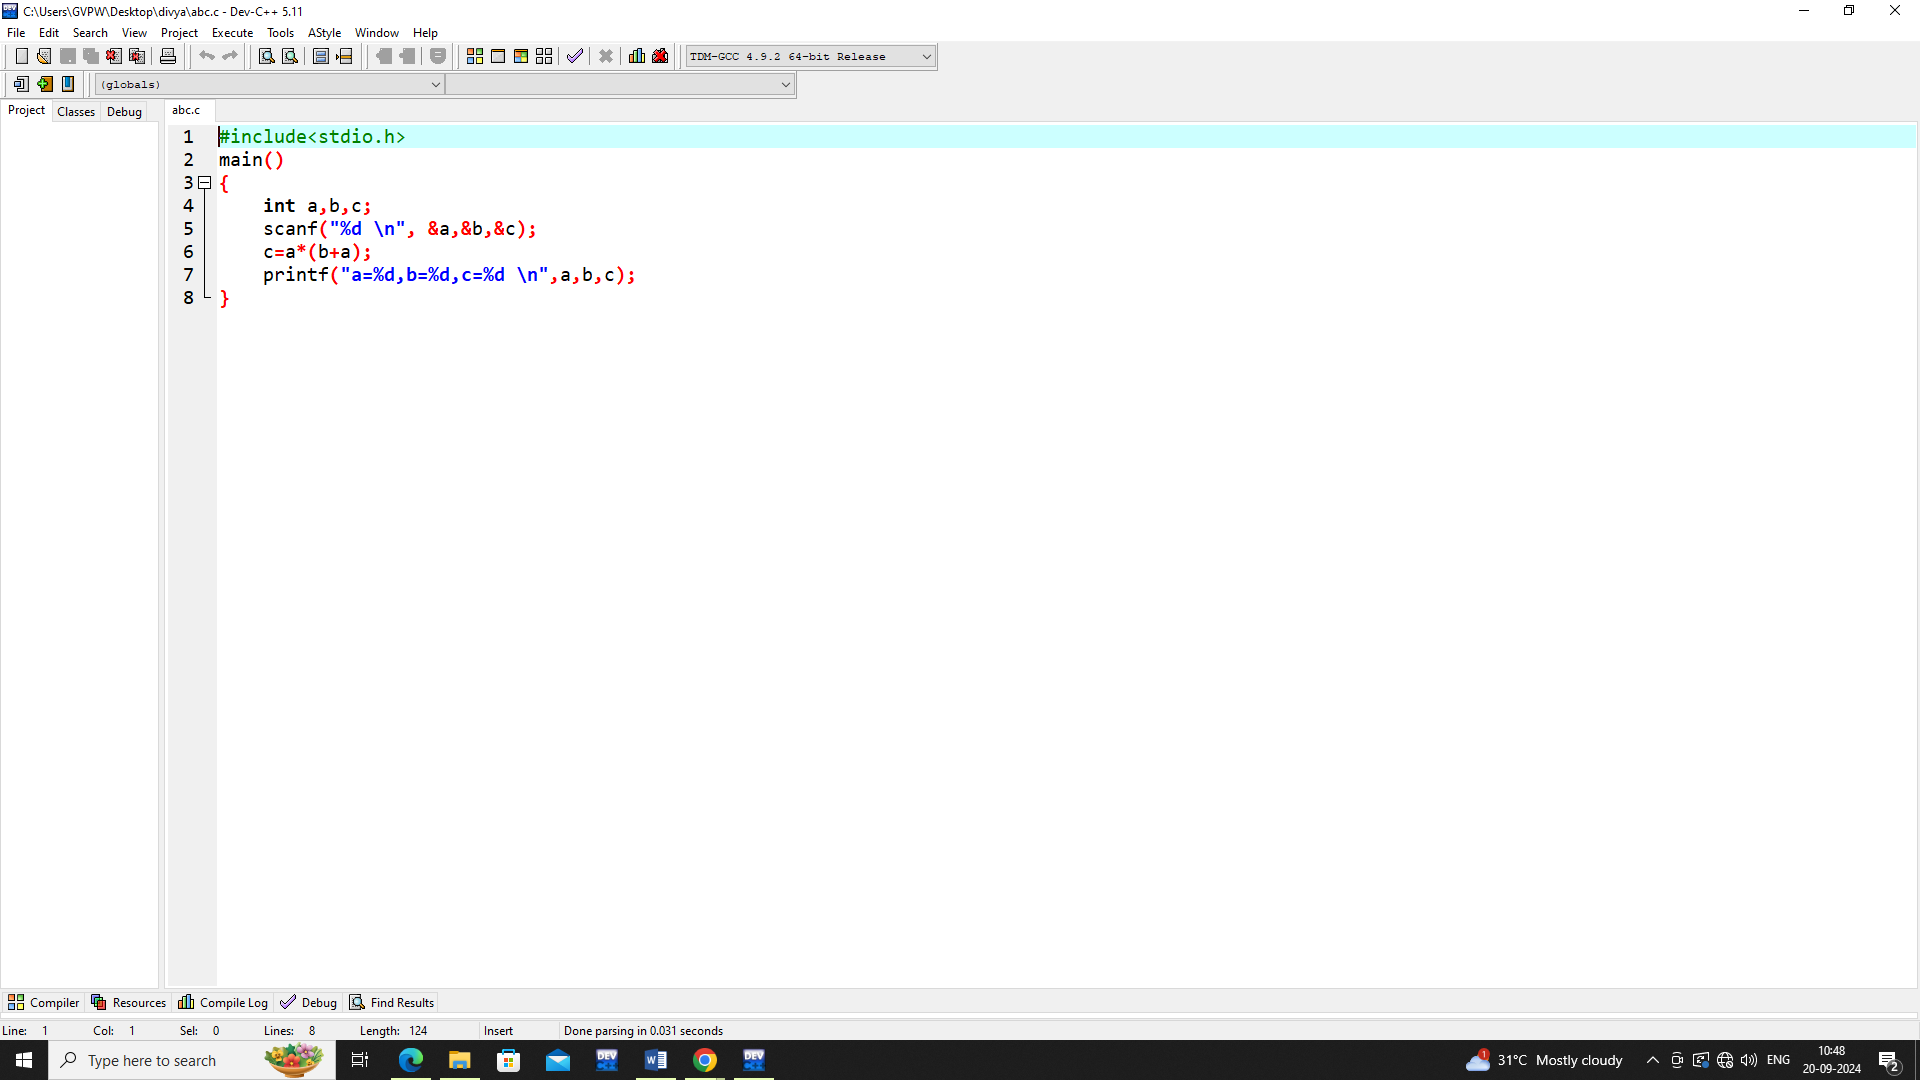 C:\Users\GVPW\Desktop\divya\abc.c - Dev-C++ 5.11
File Edit Search View Project Execute Tools AStyle Window Help
TDM-GCC 4.9.2 64-bit Release
(globals)
Project Classes Debug abc.c
1 #include<stdio.h>
2 main()
3 {
4 int a,b,c;
5 scanf("%d \n", &a,&b,&c);
6 c=a*(b+a);
7 printf("a=%d,b=%d,c=%d \n",a,b,c);
8 }
Compiler Resources Compile Log Debug Find Results
Line: 1 Col: 1 Sel: 0 Lines: 8 Length: 124 Insert Done parsing in 0.031 seconds
Type here to search DEV W DEV 1 31°C Mostly cloudy ENG 10:48
20-09-2024 2